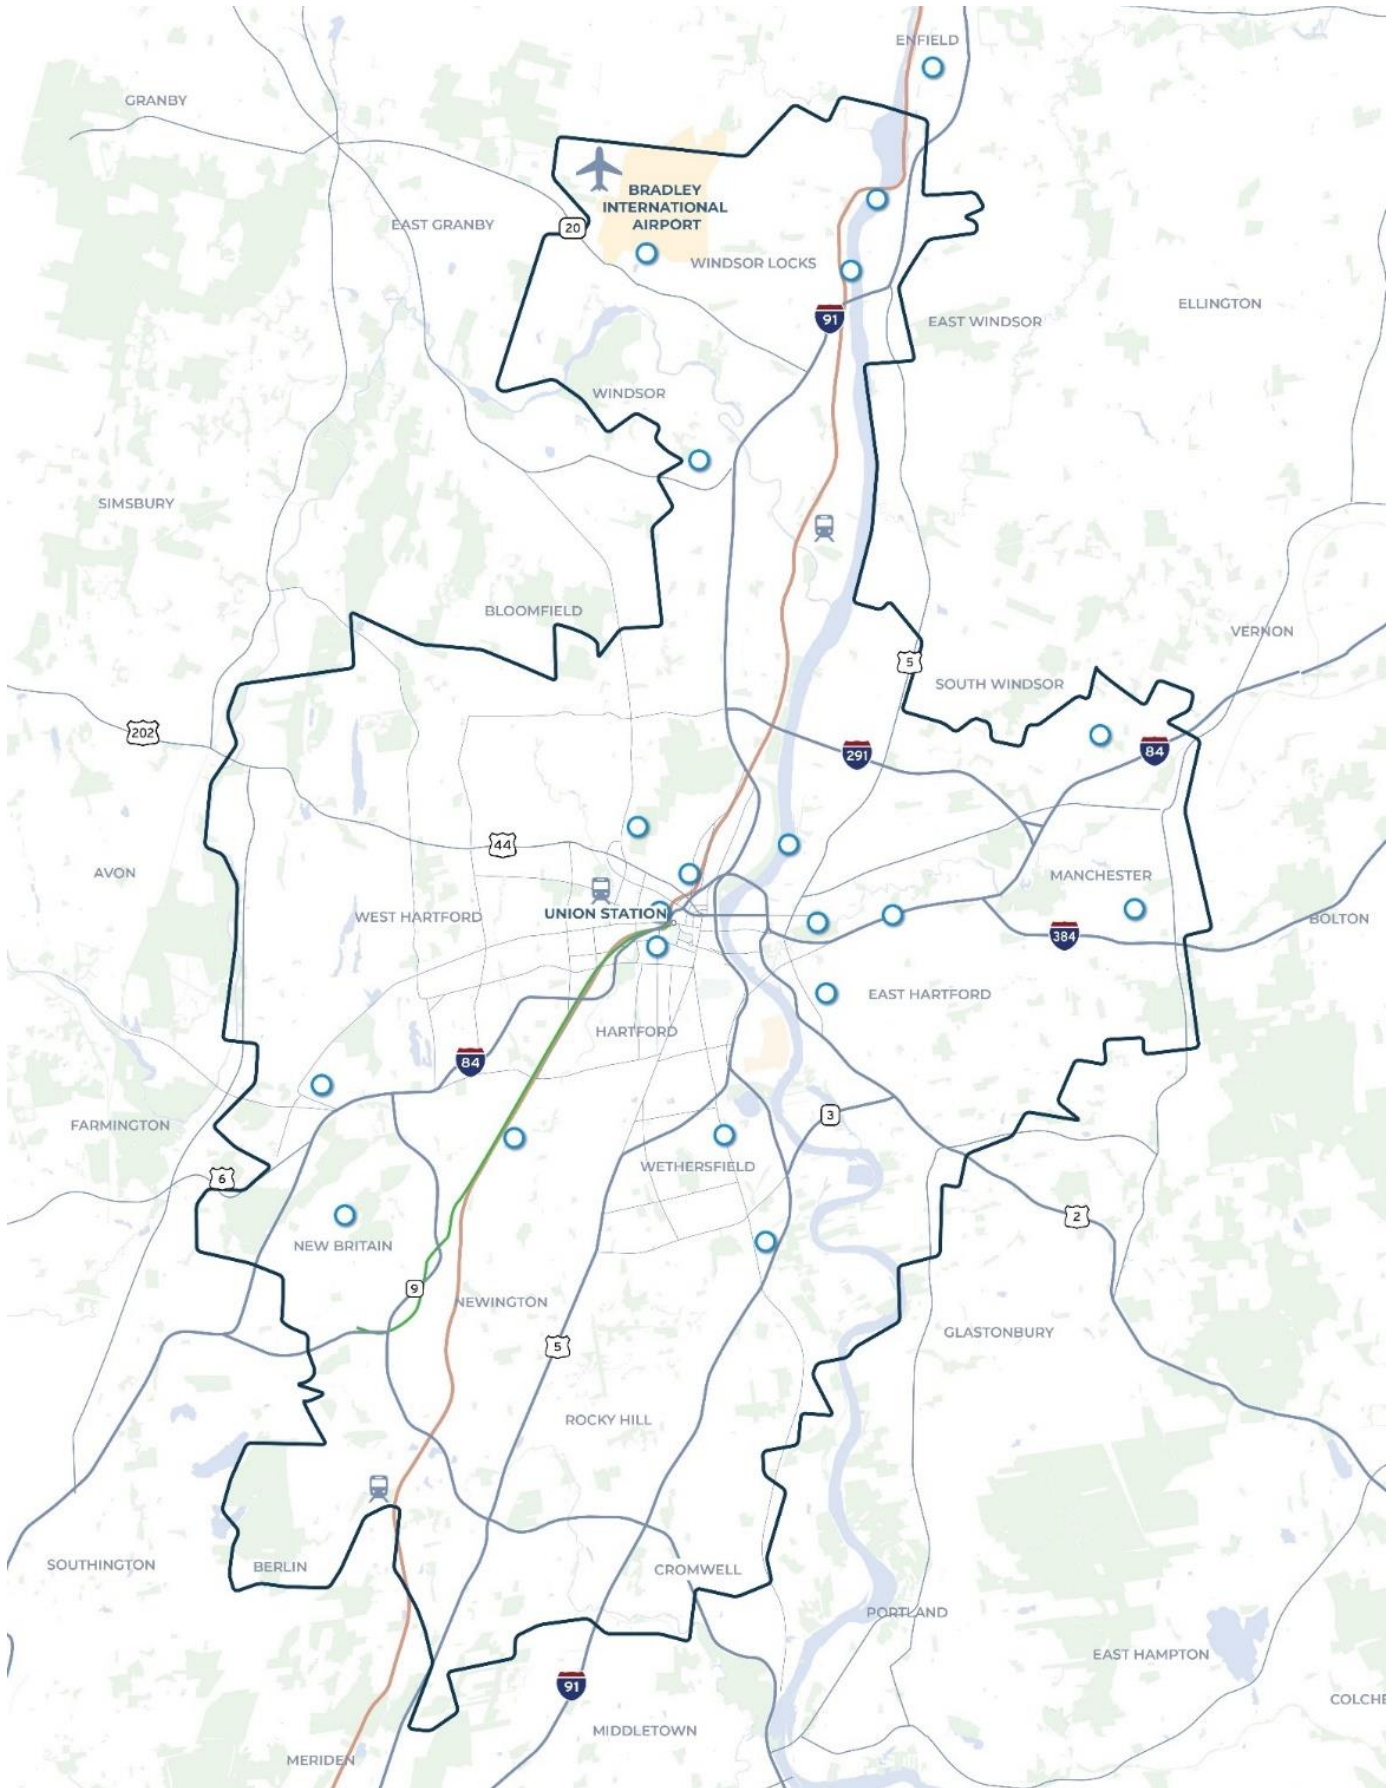 ENFIELD
GRANBY
BRADLEY
INTERNATIONAL
AIRPORT
EAST GRANBY
20
WINDSOR LOCKS
ELLINGTON
91
EAST WINDSOR
WINDSOR
SIMSBURY
BLOOMFIELD
VERNON
5
SOUTH WINDSOR
202
291
84
44
AVON
MANCHESTER
WEST HARTFORD
UNION STATION
BOLTON
384
EAST HARTFORD
HARTFORD
84
3
FARMINGTON
WETHERSFIELD
6
2
NEW BRITAIN
9
NEWINGTON
GLASTONBURY
5
ROCKY HILL
SOUTHINGTON
BERLIN
CROMWELL
PORTLAND
EAST HAMPTON
91
COLCHE
MIDDLETOWN
MERIDEN